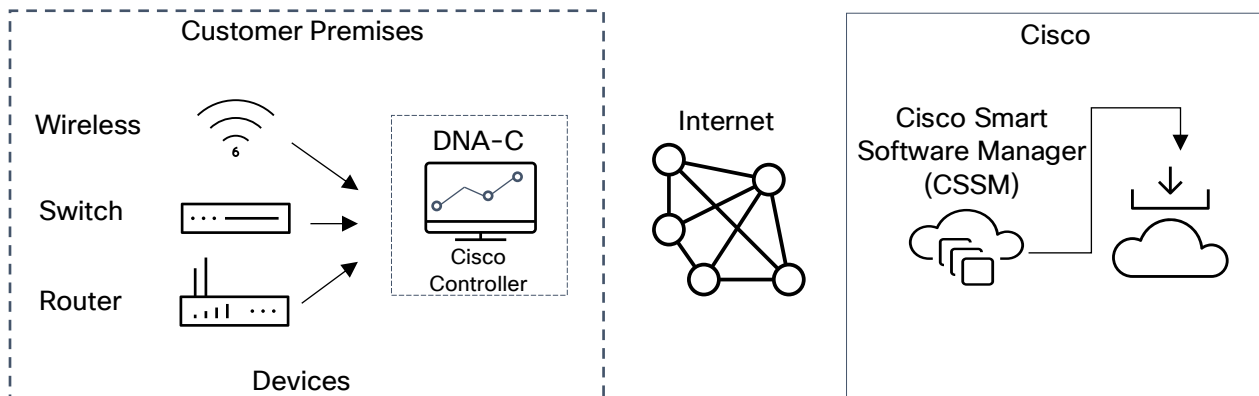 Customer Premises
Wireless
6
Switch
Router
Devices
DNA-C
Cisco
Controller
Internet
Cisco
Cisco Smart
Software Manager
(CSSM)